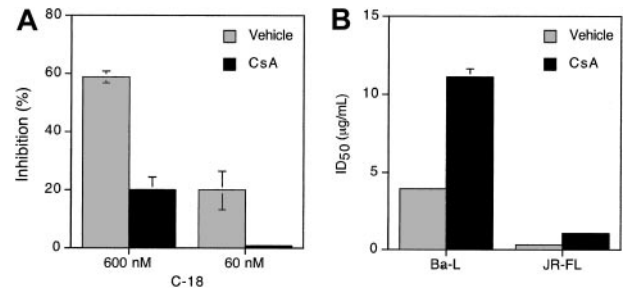 A
80
60
40
20
0
Inhibition (%)
Vehicle
CsA
600 nM
60 nM
C-18
B
15
10
5
0
ID50 (μg/mL)
Vehicle
CsA
Ba-L
JR-FL